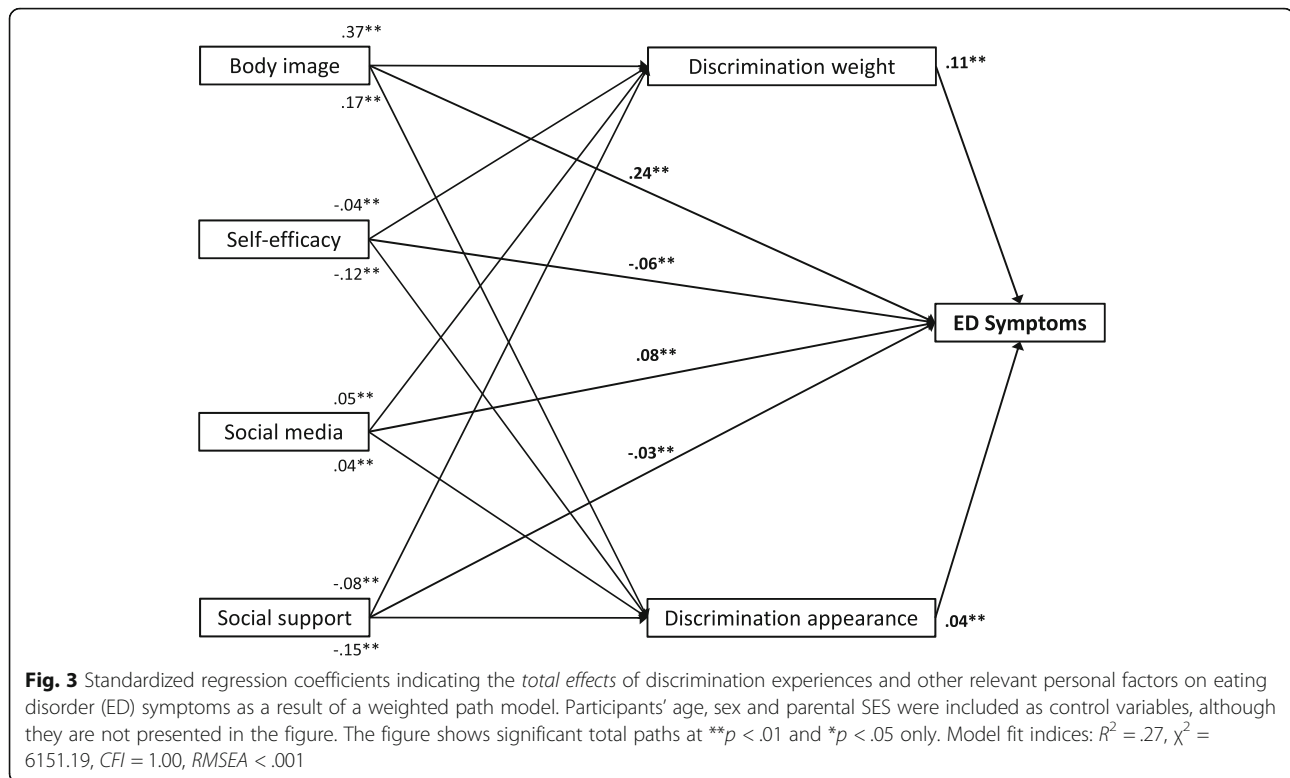 .37**
Body image
.17**
Discrimination weight
.11**
.24**
-.04**
Self-efficacy
-.12**
-.06**
ED Symptoms
.08**
.05**
Social media
.04**
-.03**
-.08**
Social support
-.15**
Discrimination appearance
.04**
Fig. 3 Standardized regression coefficients indicating the total effects of discrimination experiences and other relevant personal factors on eating
disorder (ED) symptoms as a result of a weighted path model. Participants’ age, sex and parental SES were included as control variables, although
they are not presented in the figure. The figure shows significant total paths at **p < .01 and *p < .05 only. Model fit indices: R² = .27, χ² =
6151.19, CFI = 1.00, RMSEA < .001